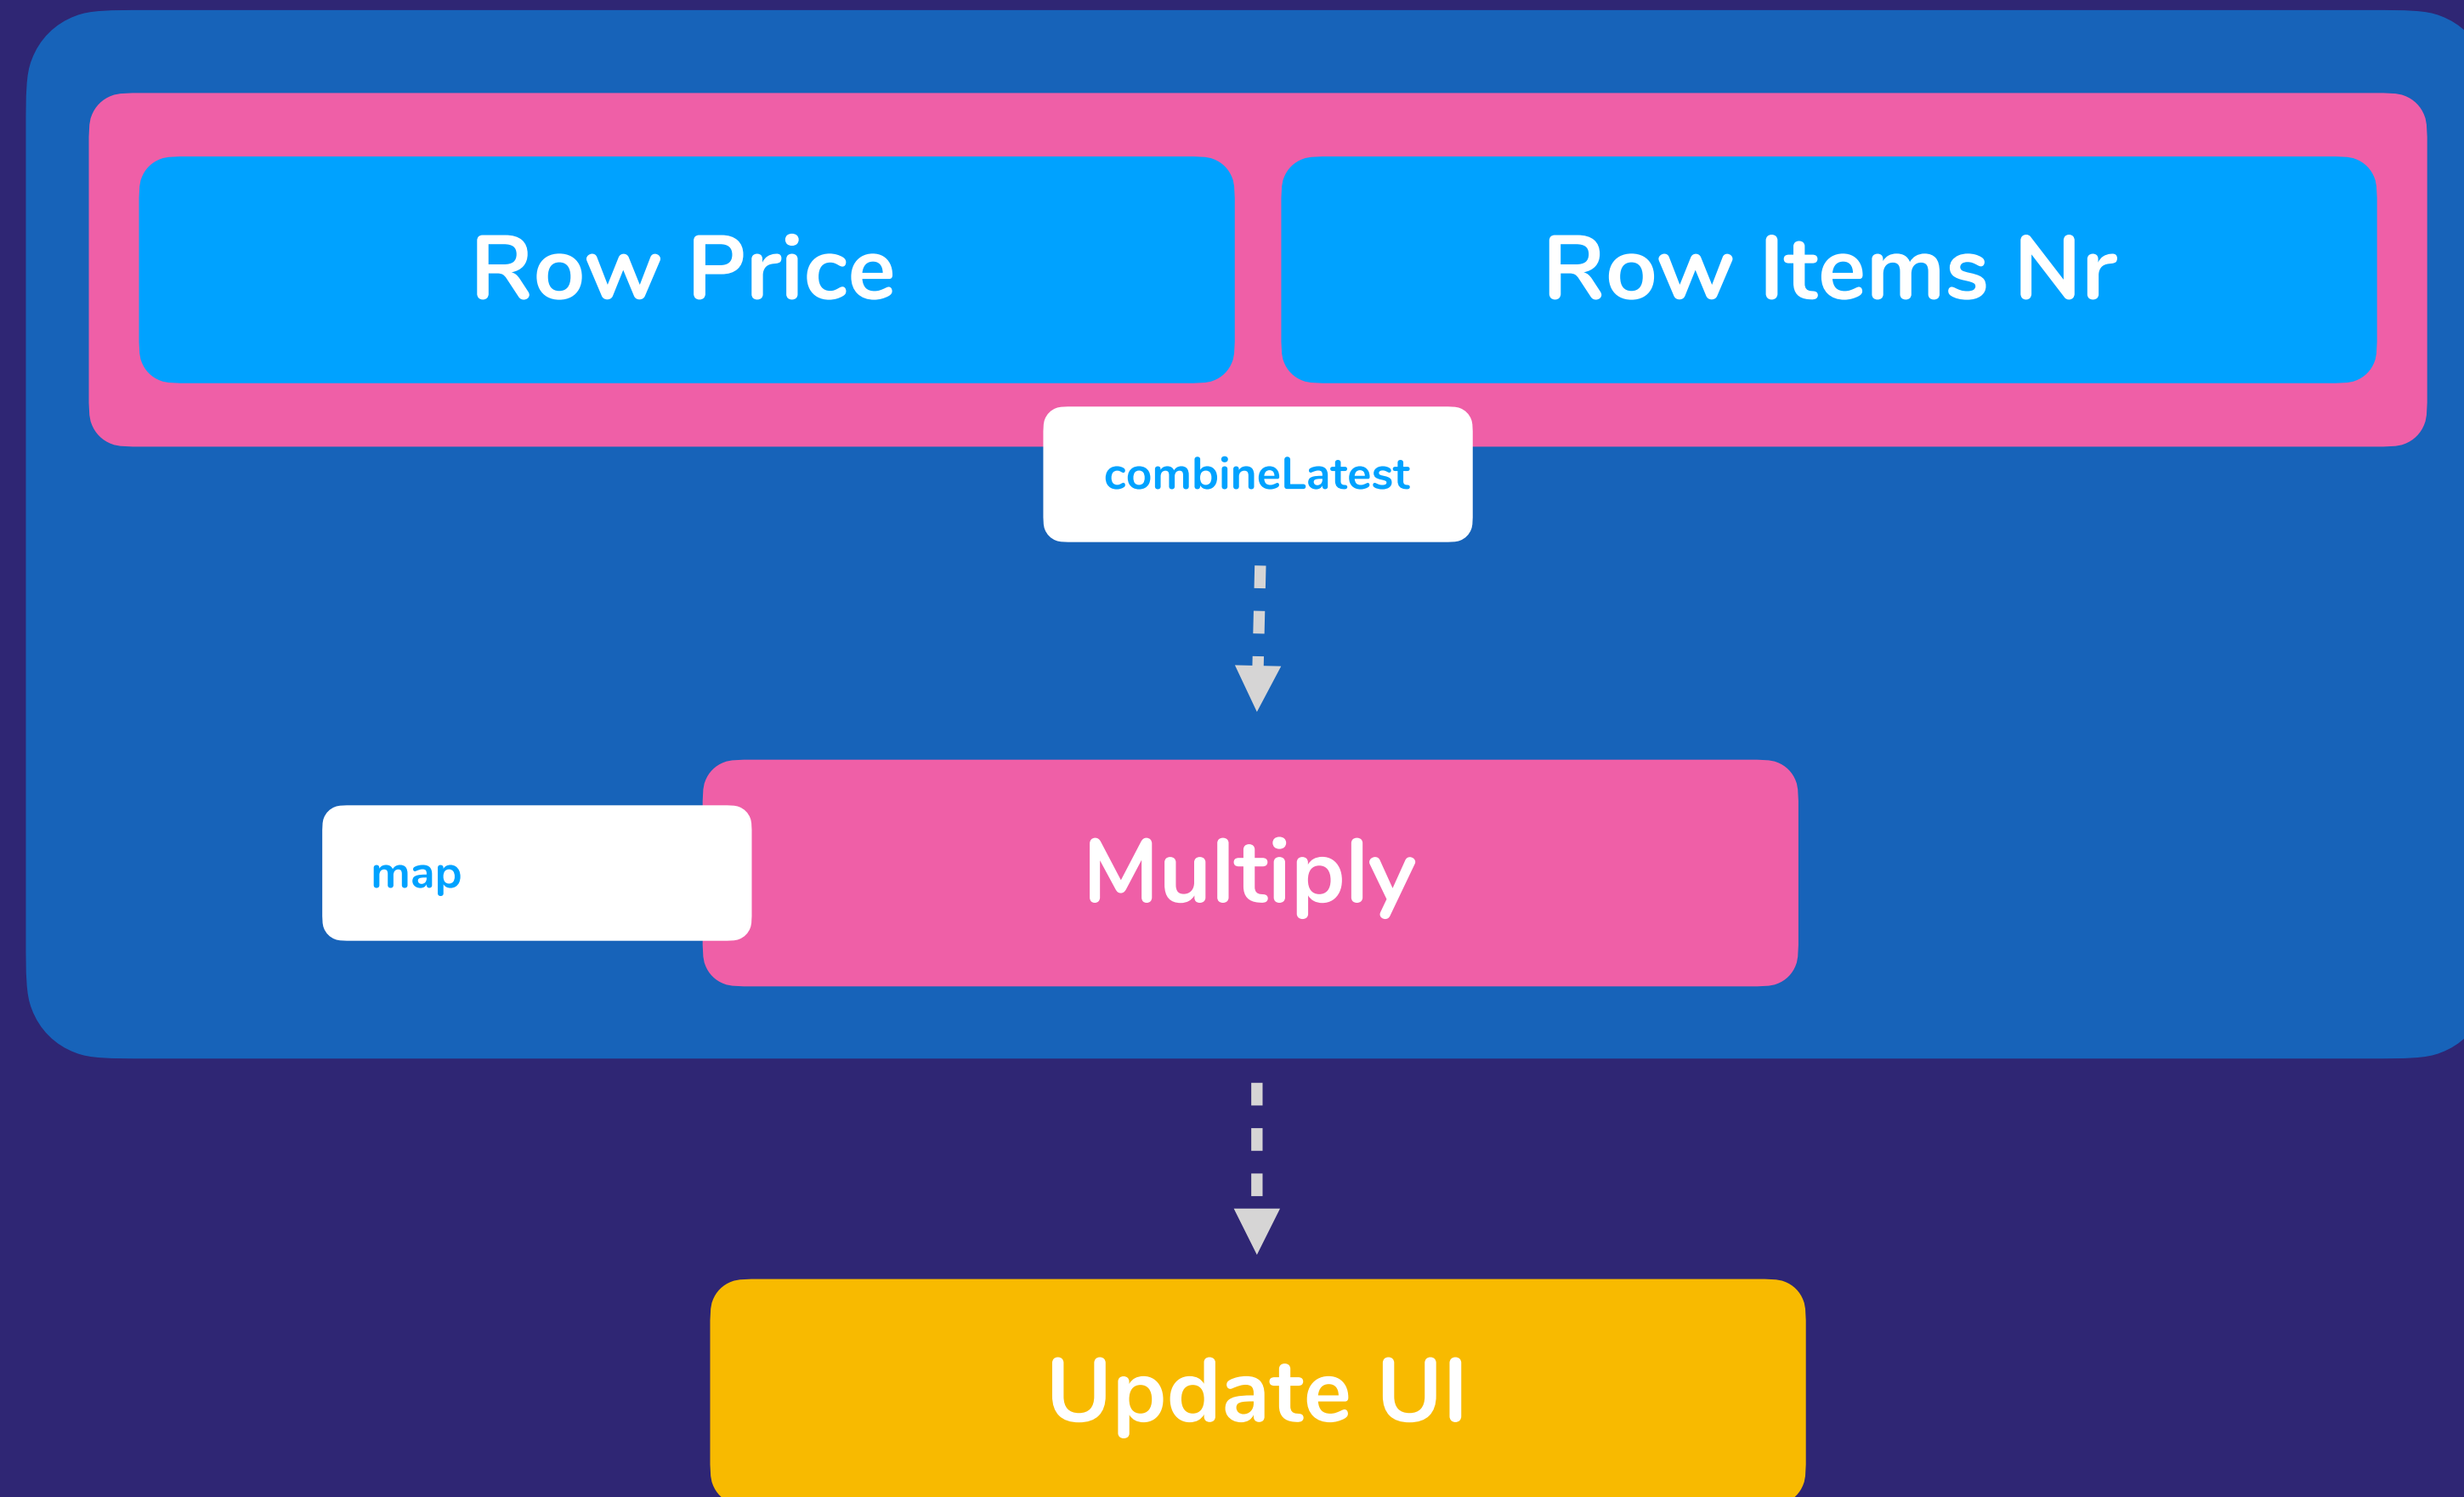 Row Price
Row Items Nr
combineLatest
map
Multiply
Update UI